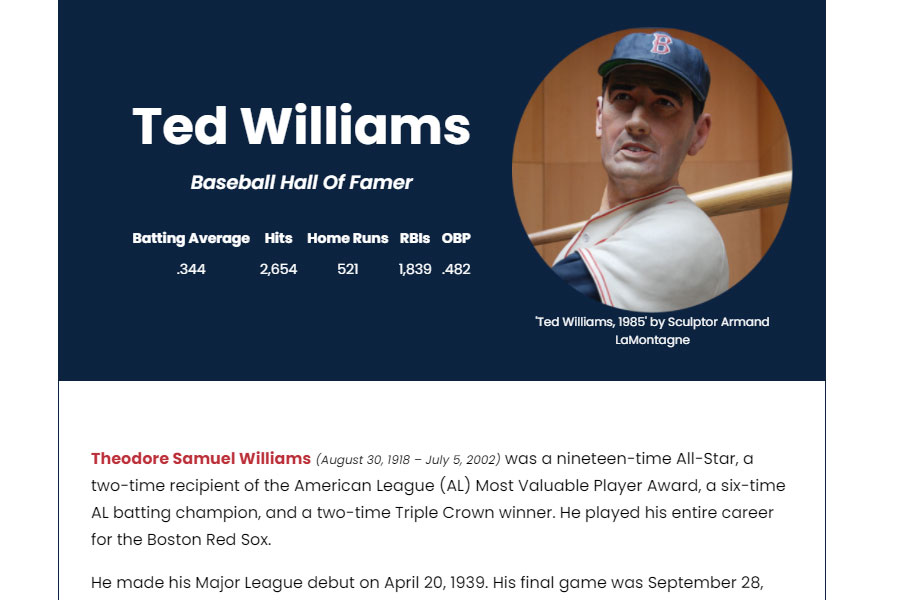 B
Ted Williams
Baseball Hall Of Famer
Batting Average Hits Home Runs RBIs OBP
.344 2,654 521 1,839 .482
'Ted Williams, 1985' by Sculptor Armand
LaMontagne
Theodore Samuel Williams (August 30, 1918 – July 5, 2002) was a nineteen-time All-Star, a
two-time recipient of the American League (AL) Most Valuable Player Award, a six-time
AL batting champion, and a two-time Triple Crown winner. He played his entire career
for the Boston Red Sox.
He made his Major League debut on April 20, 1939. His final game was September 28,